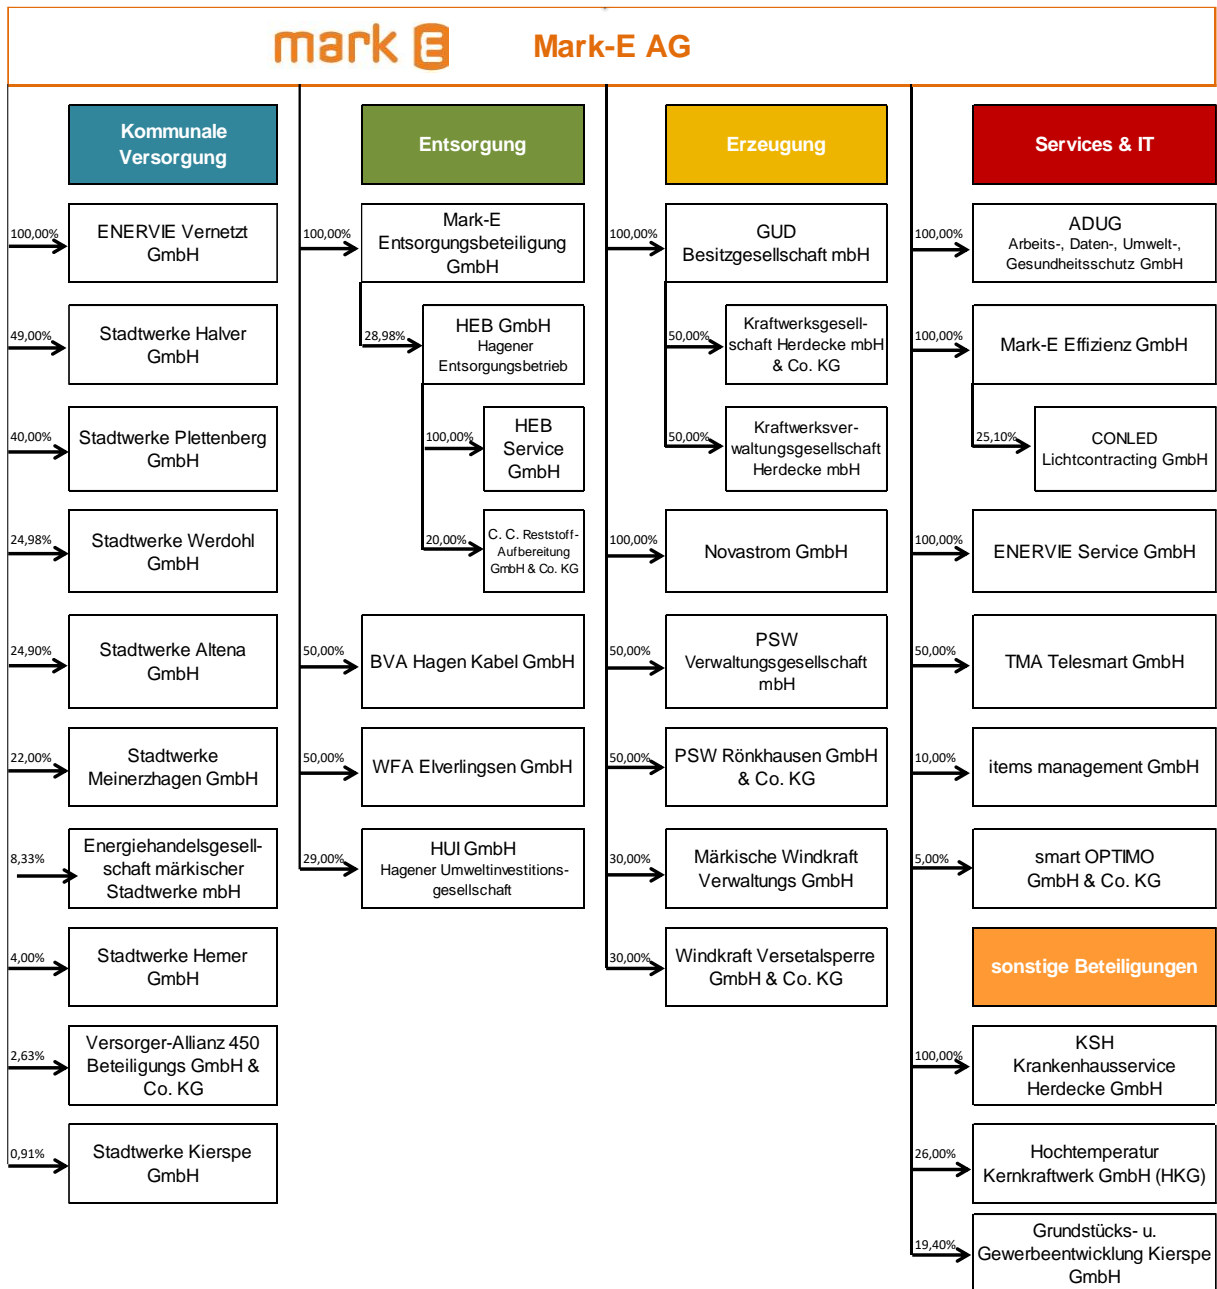 mark E
Mark-E AG
Kommunale
Versorgung
100,00%
ENERVIE Vernetzt
GmbH
49,00%
Stadtwerke Halver
GmbH
40,00%
Stadtwerke Plettenberg
GmbH
24,98%
Stadtwerke Werdohl
GmbH
24,90%
Stadtwerke Altena
GmbH
22,00%
Stadtwerke
Meinerzhagen GmbH
8,33%
Energiehandelsgesell-
schaft märkischer
Stadtwerke mbH
4,00%
Stadtwerke Hemer
GmbH
2,63%
Versorger-Allianz 450
Beteiligungs GmbH &
Co. KG
0,91%
Stadtwerke Kierspe
GmbH
Entsorgung
100,00%
Mark-E
Entsorgungsbeteiligung
GmbH
28,98%
HEB GmbH
Hagener
Entsorgungsbetrieb
100,00%
HEB
Service
GmbH
20,00%
C. C. Reststoff-
Aufbereitung
GmbH & Co. KG
50,00%
BVA Hagen Kabel GmbH
50,00%
WFA Elverlingsen GmbH
29,00%
HUI GmbH
Hagener Umweltinvestitions-
gesellschaft
Erzeugung
100,00%
GUD
Besitzgesellschaft mbH
50,00%
Kraftwerksgesell-
schaft Herdecke mbH
& Co. KG
50,00%
Kraftwerksver-
waltungsgesellschaft
Herdecke mbH
100,00%
Novastrom GmbH
50,00%
PSW
Verwaltungsgesellschaft
mbH
50,00%
PSW Rönkhausen GmbH
& Co. KG
30,00%
Märkische Windkraft
Verwaltungs GmbH
30,00%
Windkraft Versetalsperre
GmbH & Co. KG
Services & IT
100,00%
ADUG
Arbeits-, Daten-, Umwelt-,
Gesundheitsschutz GmbH
100,00%
Mark-E Effizienz GmbH
25,10%
CONLED
Lichtcontracting GmbH
100,00%
ENERVIE Service GmbH
50,00%
TMA Telesmart GmbH
10,00%
items management GmbH
5,00%
smart OPTIMO
GmbH & Co. KG
sonstige Beteiligungen
100,00%
KSH
Krankenhausservice
Herdecke GmbH
26,00%
Hochtemperatur
Kernkraftwerk GmbH (HKG)
19,40%
Grundstücks- u.
Gewerbeentwicklung Kierspe
GmbH